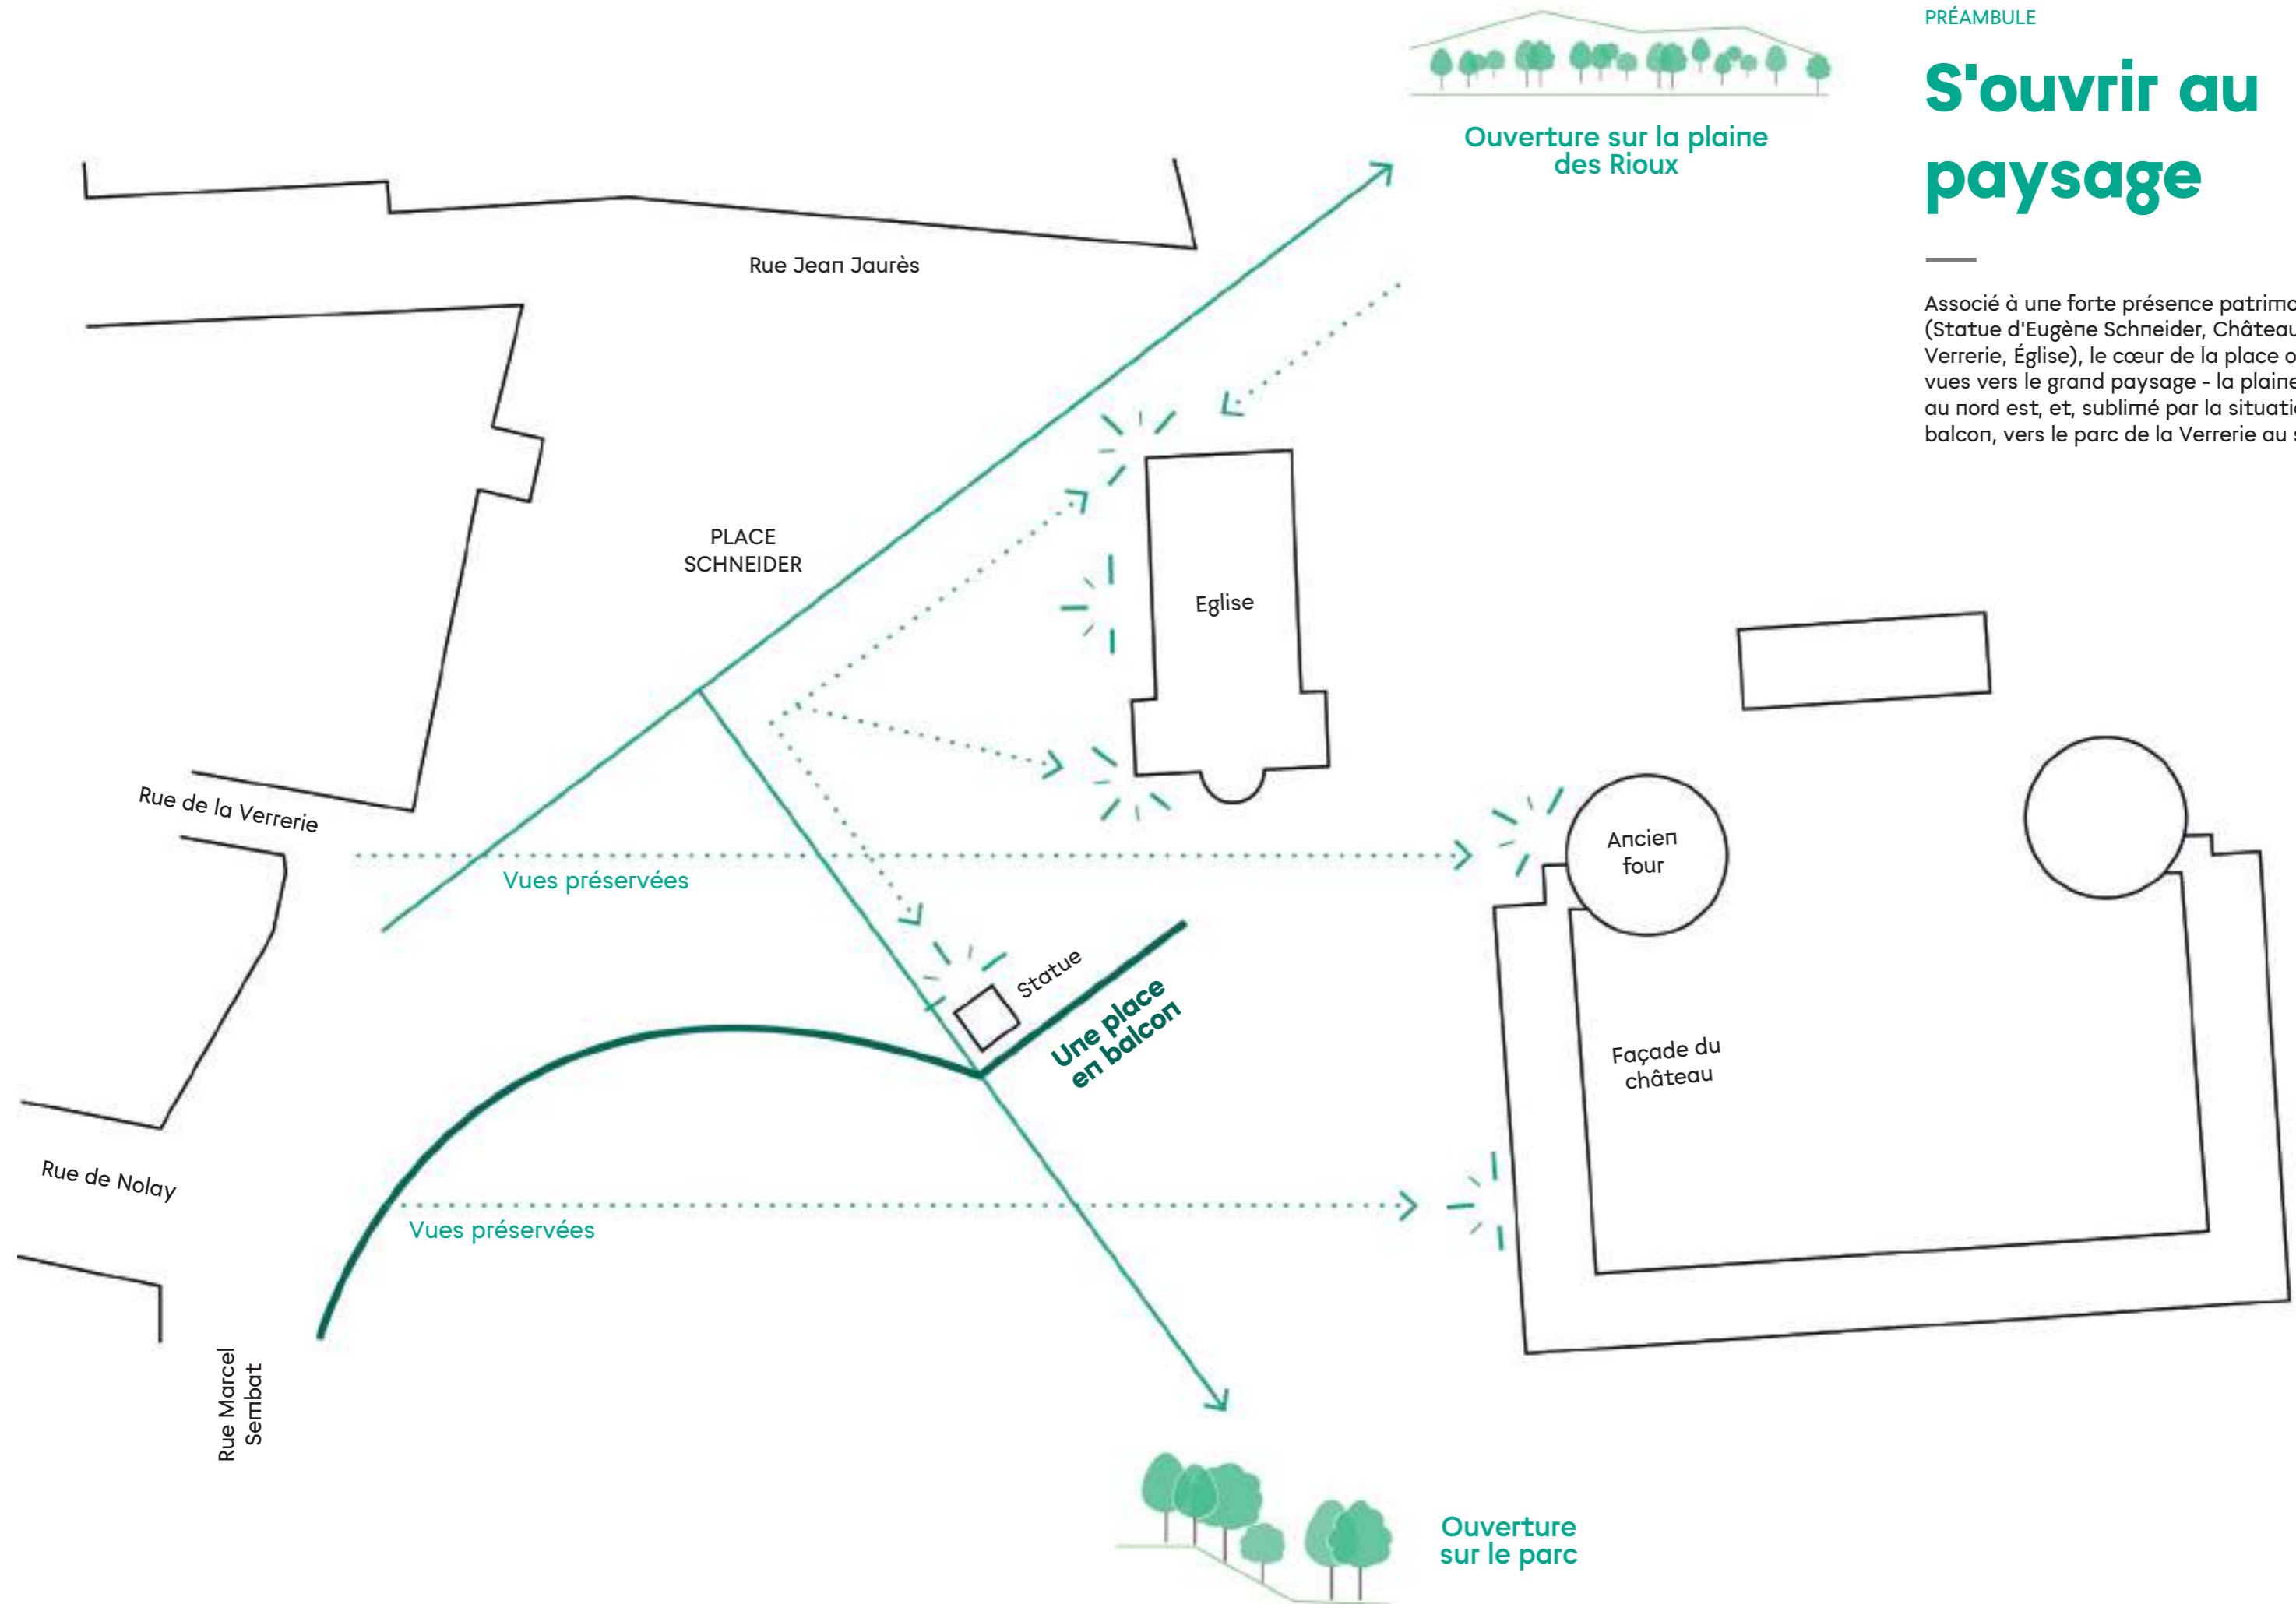 PRÉAMBULE
S'ouvrir au
paysage
Associé à une forte présence
(Statue d'Eugène Schneider, Château
Verrerie, Église), le cœur de la place
vues vers le grand paysage - la plaine
au nord est, et, sublimé par la
balcon, vers le parc de la Verrerie au
Ouverture sur la plaine
des Rioux
Rue Jean Jaurès
PLACE
SCHNEIDER
Eglise
Rue de la Verrerie
Vues préservées
Ancien
four
Statue
Une place
en balcon
Façade du
château
Rue de Nolay
Vues préservées
Rue Marcel
Sembat
Ouverture
sur le parc